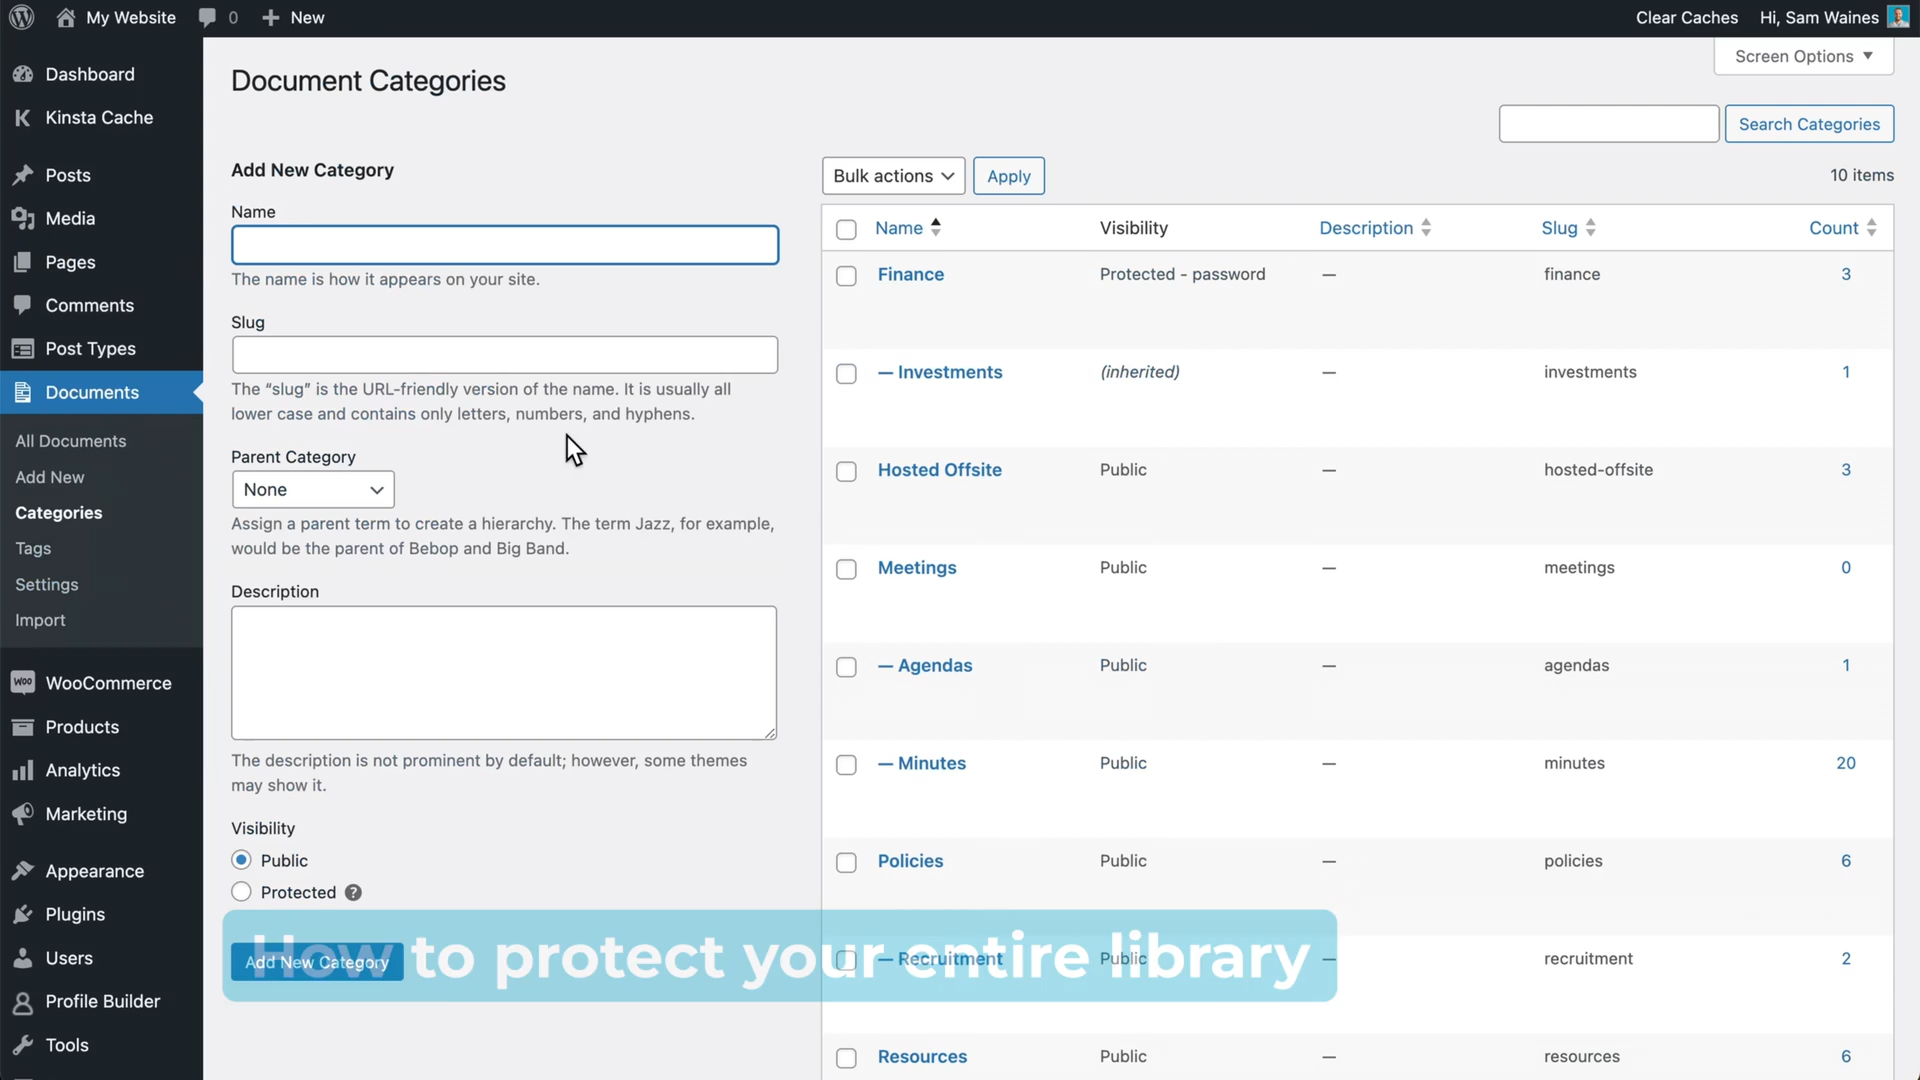 My Website
0
New
Clear Caches
Hi, Sam Waines
Dashboard
Kinsta Cache
Posts
Media
Pages
Comments
Post Types
Documents
All Documents
Add New
Categories
Tags
Settings
Import
WooCommerce
Products
Analytics
Marketing
Appearance
Plugins
Users
Profile Builder
Tools
Screen Options
Document Categories
Search Categories
Add New Category
Name
The name is how it appears on your site.
Slug
The “slug” is the URL-friendly version of the name. It is usually all
lower case and contains only letters, numbers, and hyphens.
Parent Category
None
Assign a parent term to create a hierarchy. The term Jazz, for example,
would be the parent of Bebop and Big Band.
Description
The description is not prominent by default; however, some themes
may show it.
Visibility
Public
Protected ?
Add New Category
How to protect your entire library
Bulk actions
Apply
10 items
Name Visibility Description Slug Count
Finance Protected - password — finance 3
— Investments (inherited) — investments 1
Hosted Offsite Public — hosted-offsite 3
Meetings Public — meetings 0
— Agendas Public — agendas 1
— Minutes Public — minutes 20
Policies Public — policies 6
— Recruitment Public — recruitment 2
Resources Public — resources 6